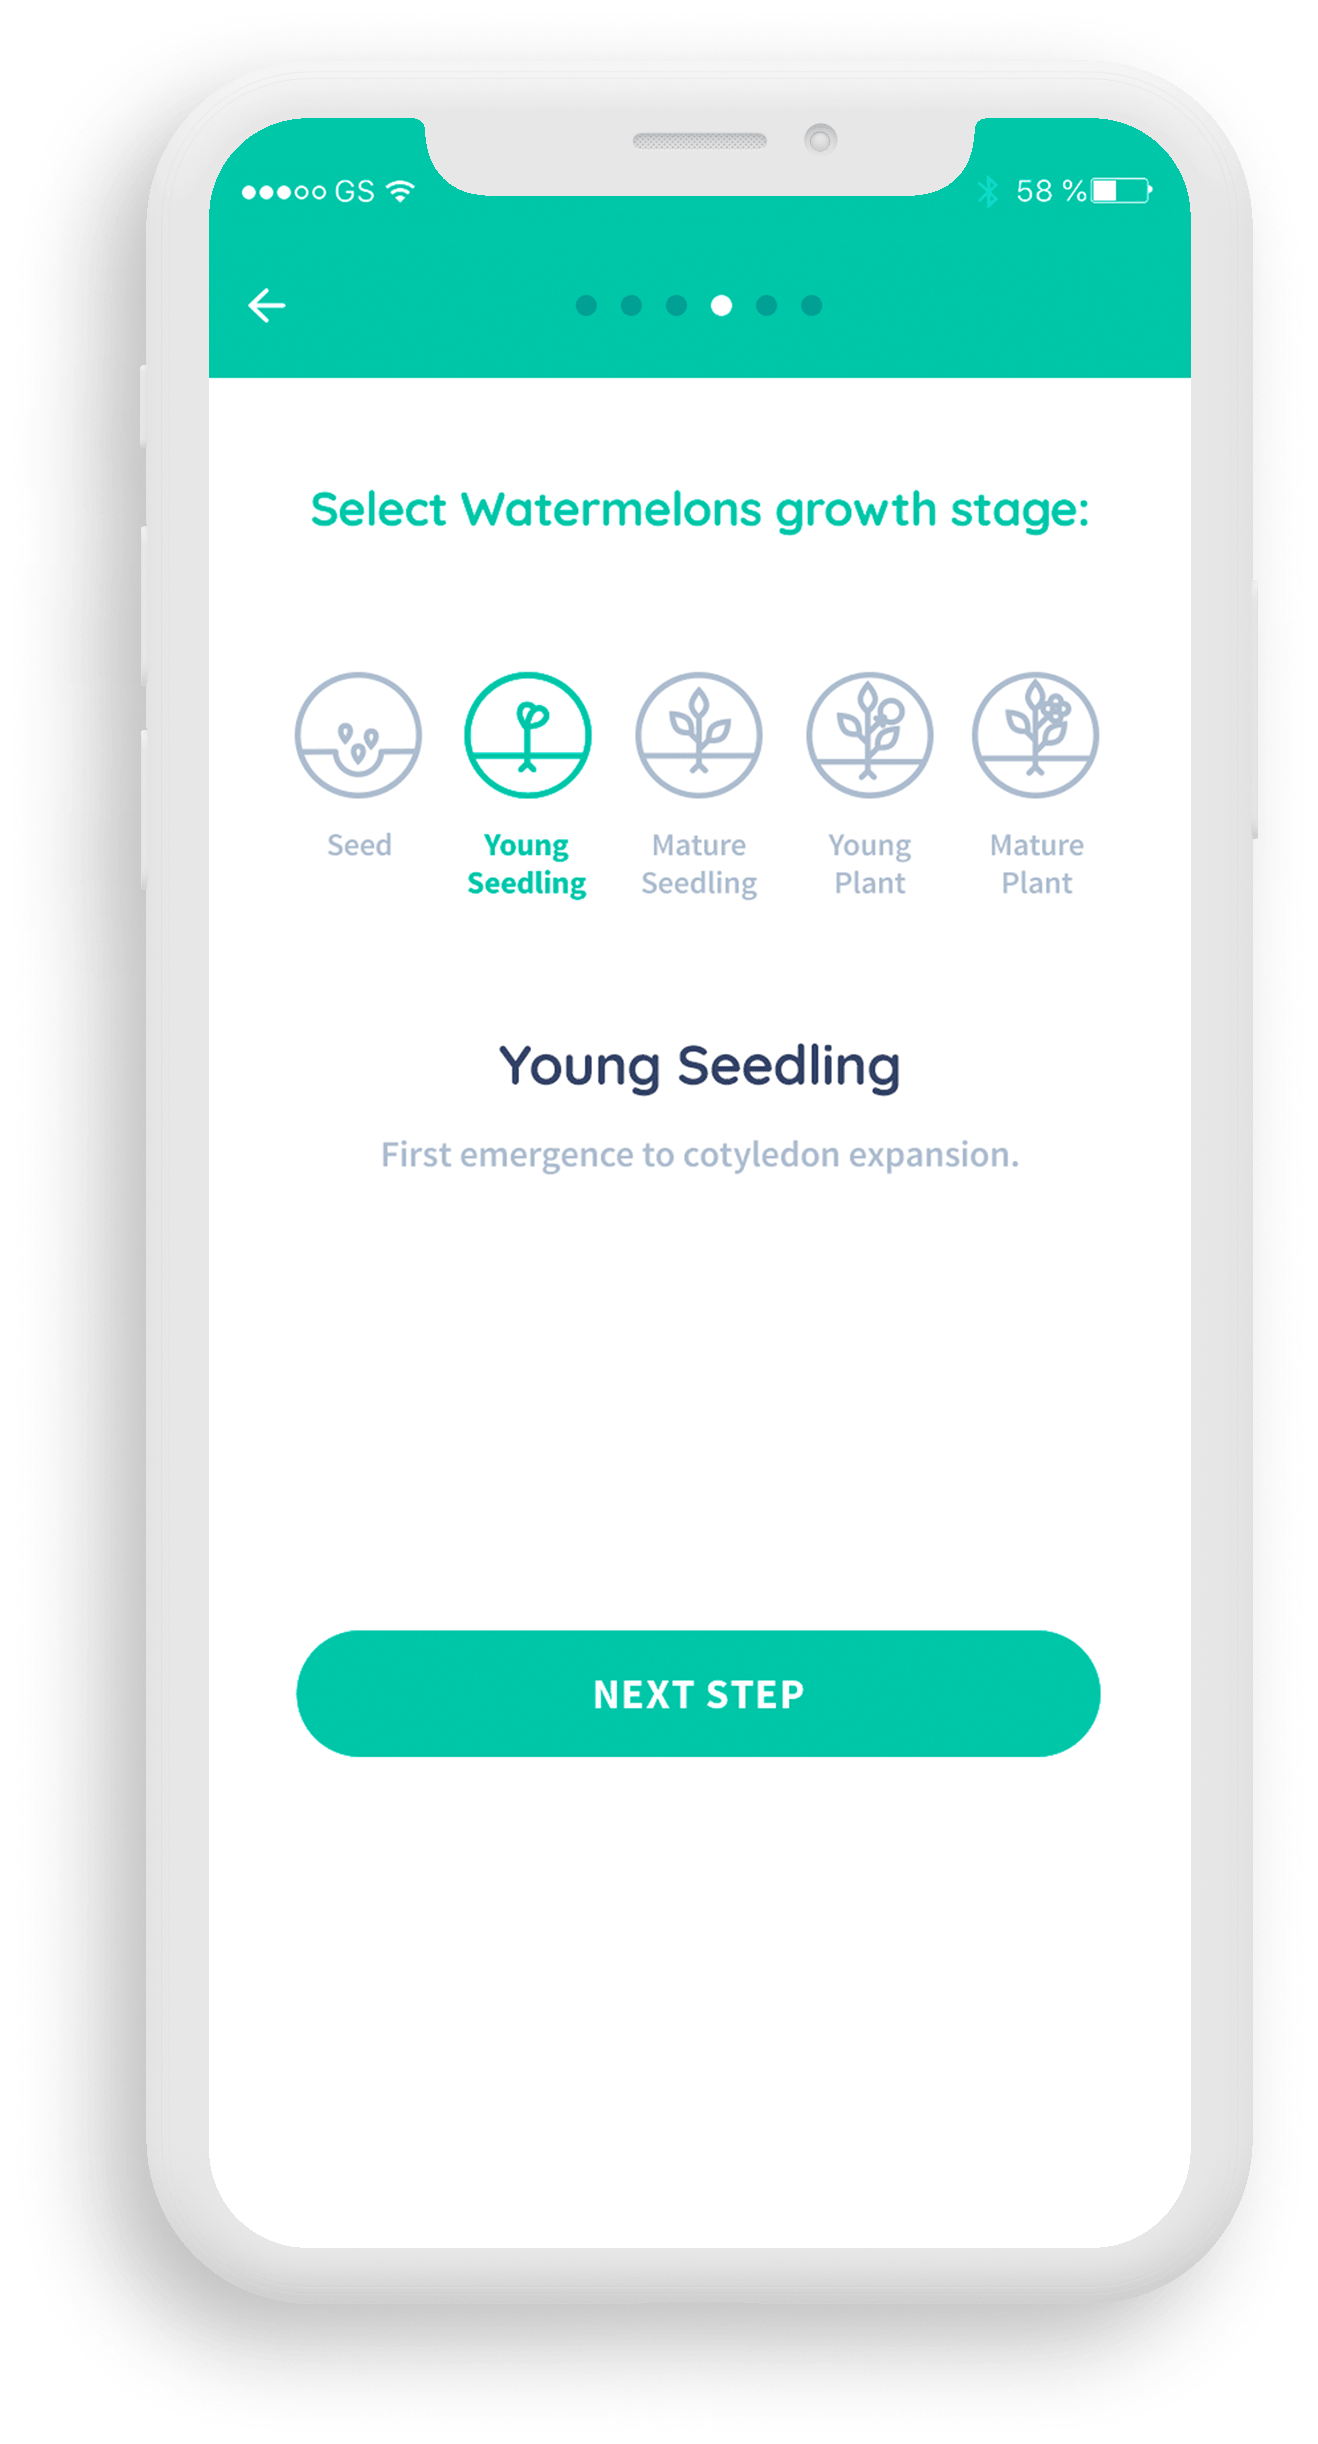 GS 58 %
Select Watermelons growth stage:
Seed
Young
Seedling
Mature
Seedling
Young
Plant
Mature
Plant
Young Seedling
First emergence to cotyledon expansion.
NEXT STEP